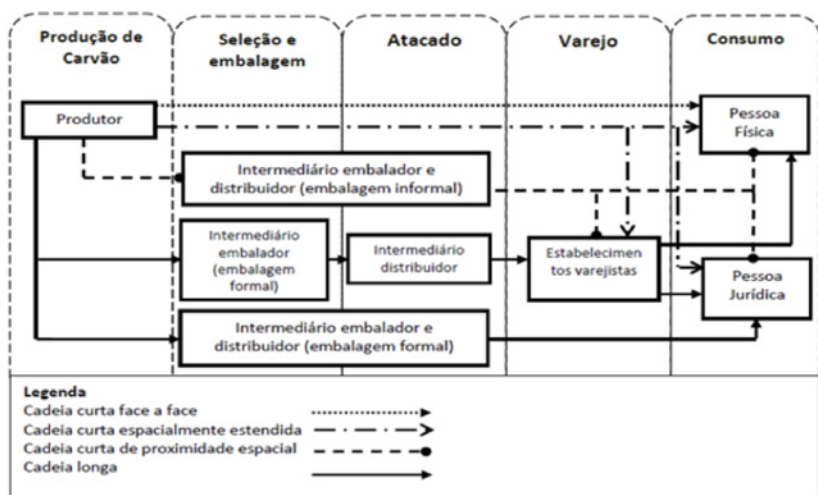 Produção de
Carvão
Seleção e
embalagem
Atacado
Varejo
Consumo
Produtor
Pessoa
Física
Intermediário embalador e
distribuidor (embalagem informal)
Intermediário
embalador
(embalagem
formal)
Intermediário
distribuidor
Estabelecimen
tos varejistas
Pessoa
Jurídica
Intermediário embalador e
distribuidor (embalagem formal)
Legenda
Cadeia curta face a face
Cadeia curta espacialmente estendida
Cadeia curta de proximidade espacial
Cadeia longa